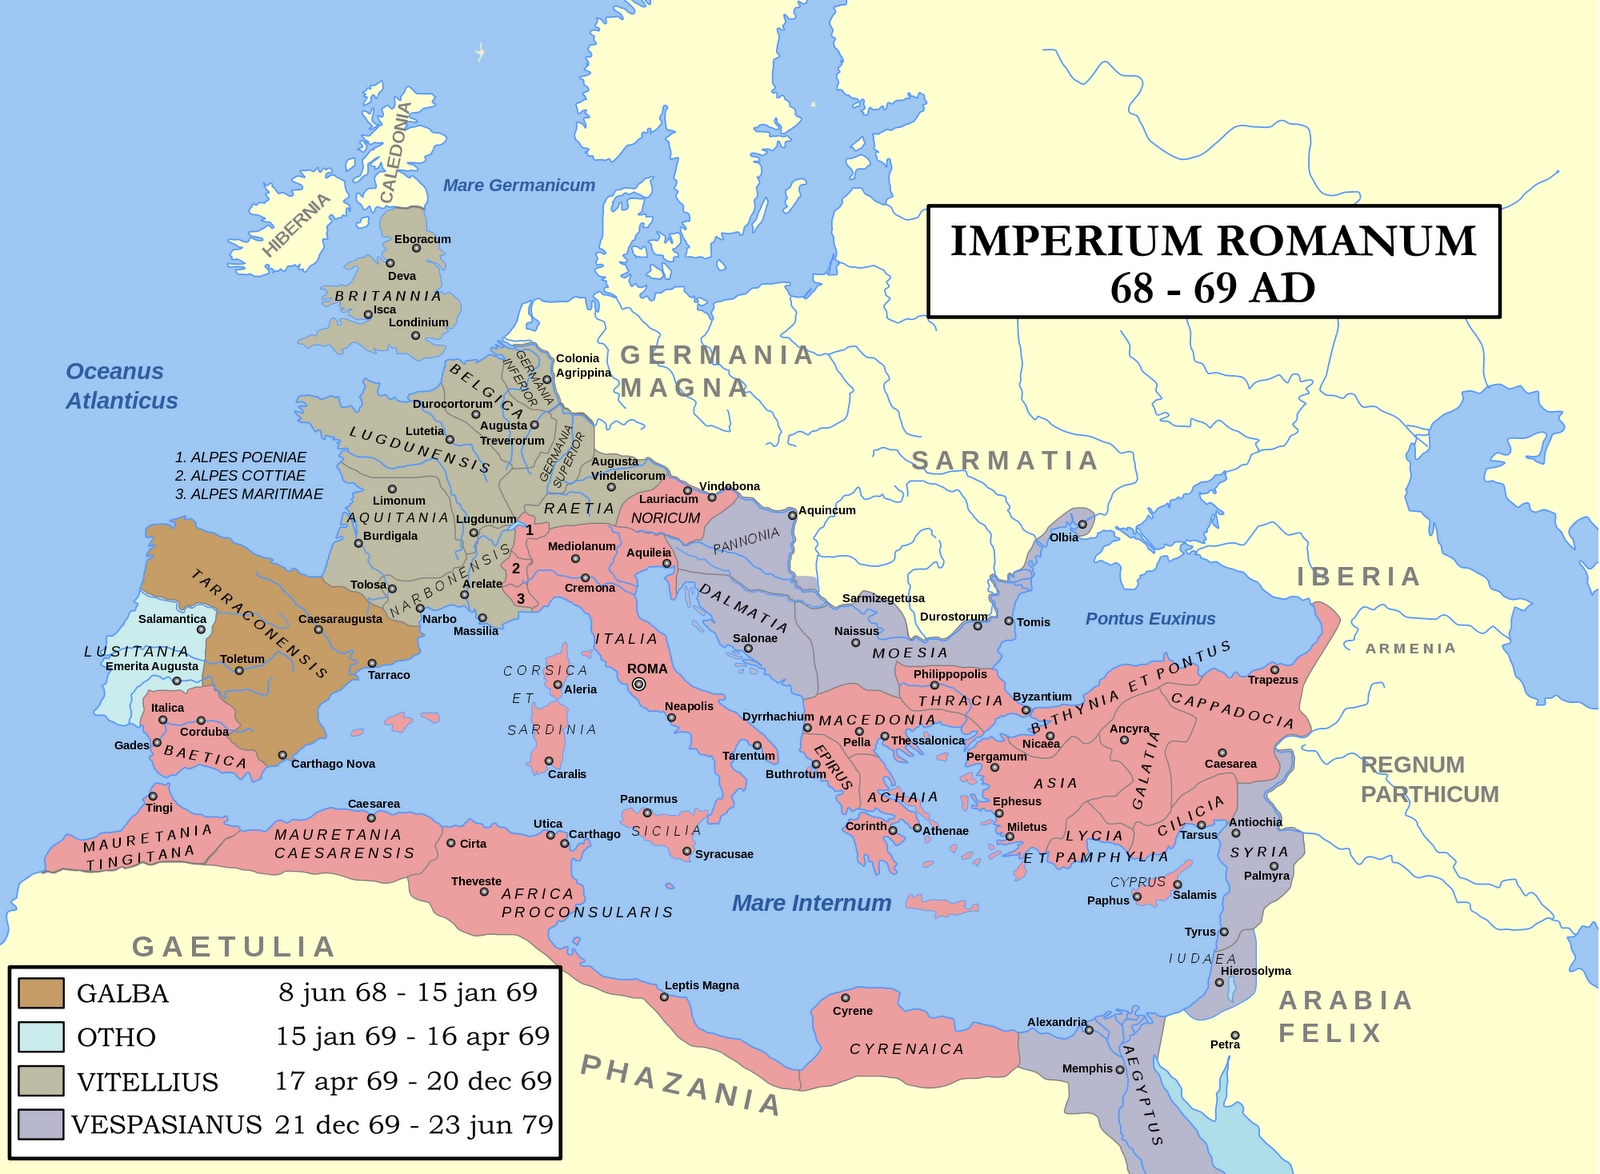 IMPERIUM ROMANUM
68 - 69 AD
CALEDONIA
HIBERNIA
Mare Germanicum
Eboracum
Deva
BRITANNIA
Isca
Londinium
Oceanus
Atlanticus
GERMANIA
MAGNA
SARMATIA
Colonia
Agrippina
GERMANIA
INFERIOR
BELGICA
Durocortorum
Augusta
Treverorum
Lutetia
LUGDUNENSIS
GERMANIA
SUPERIOR
1. ALPES POENIAE
2. ALPES COTTIAE
3. ALPES MARITIMAE
Augusta
Vindelicorum
Limonum
AQUITANIA
Lugdunum
Burdigala
RAETIA
Lauriacum
NORICUM
Vindobona
Aquincum
PANNONIA
1
2
3
Mediolanum
Aquileia
Cremona
Tolosa
NARBONENSIS
Arelate
Narbo
Massilia
Olbia
IBERIA
TARRACONENSIS
Salamantica
Caesaraugusta
LUSITANIA
Emerita Augusta
Toletum
Tarraco
Italica
Corduba
Gades
BAETICA
Carthago Nova
DALMATIA
Salonae
Sarmizegetusa
Naissus
MOESIA
Durostorum
Tomis
Pontus Euxinus
ARMENIA
ITALIA
ROMA
CORSICA
ET
SARDINIA
Aleria
Caralis
Neapolis
Tarentum
Dyrrhachium
Buthrotum
MACEDONIA
Pella
Thessalonica
EPIRUS
ACHAIA
Corinth
Athenae
Philippopolis
THRACIA
Byzantium
BITHYNIA ET PONTUS
Nicaea
Trapezus
CAPPADOCIA
Ancyra
GALATIA
Caesarea
Pergamum
ASIA
Ephesus
Miletus
LYCIA
ET PAMPHYLIA
CILICIA
Tarsus
Antiochia
REGNUM
PARTHICUM
SYRIA
Palmyra
CYPRUS
Paphus
Salamis
Tyrus
IUDAEA
Hierosolyma
Tingi
MAURETANIA
TINGITANA
Caesarea
MAURETANIA
CAESARENSIS
Cirta
Utica
Carthago
Theveste
AFRICA
PROCONSULARIS
Panormus
SICILIA
Syracusae
Mare Internum
GAETULIA
Leptis Magna
PHAZANIA
Cyrene
CYRENAICA
Alexandria
Memphis
AEGYPTUS
ARABIA
FELIX
Petra
GALBA 8 jun 68 - 15 jan 69
OTHO 15 jan 69 - 16 apr 69
VITELLIUS 17 apr 69 - 20 dec 69
VESPASIANUS 21 dec 69 - 23 jun 79